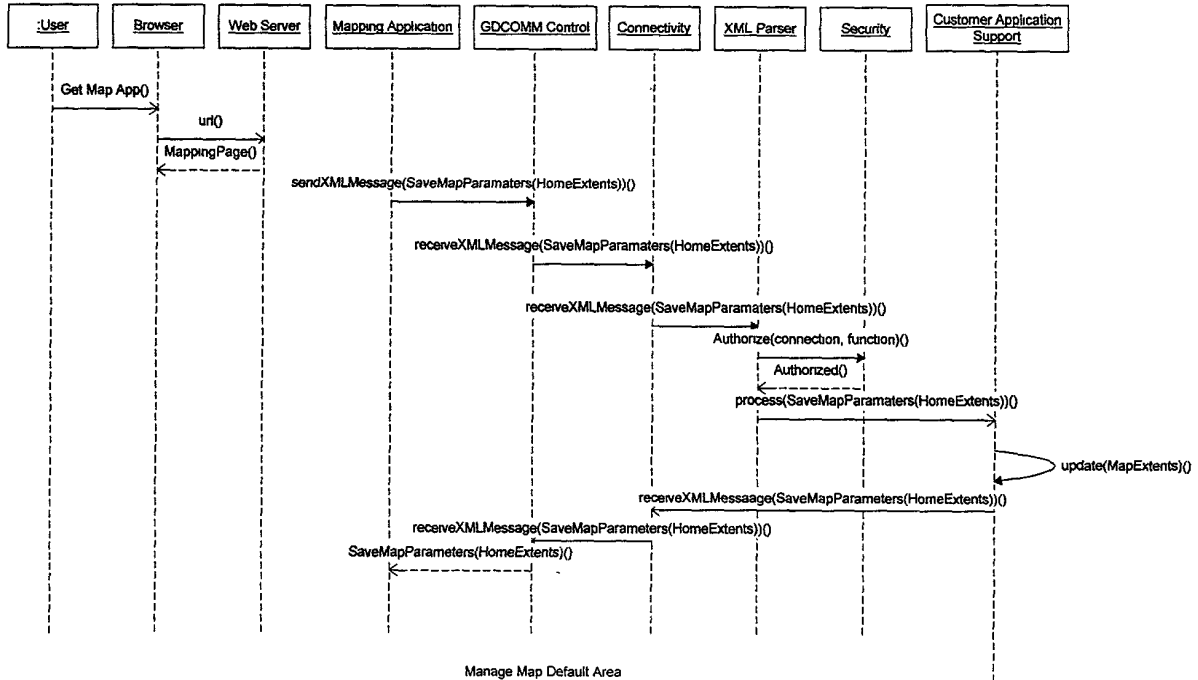 :User
Browser
Web Server
Mapping Application
GDCOMM Control
Connectivity
XML Parser
Security
Customer Application
Support
Get Map App()
url()
MappingPage()
sendXMLMessage(SaveMapParamaters(HomeExtents))()
receiveXMLMessage(SaveMapParamaters(HomeExtents))()
receiveXMLMessage(SaveMapParamaters(HomeExtents))()
Authorize(connection, function)()
Authorized()
process(SaveMapParamaters(HomeExtents))()
update(MapExtents)()
receiveXMLMessaage(SaveMapParameters(HomeExtents))()
receiveXMLMessage(SaveMapParameters(HomeExtents))()
SaveMapParameters(HomeExtents)()
Manage Map Default Area